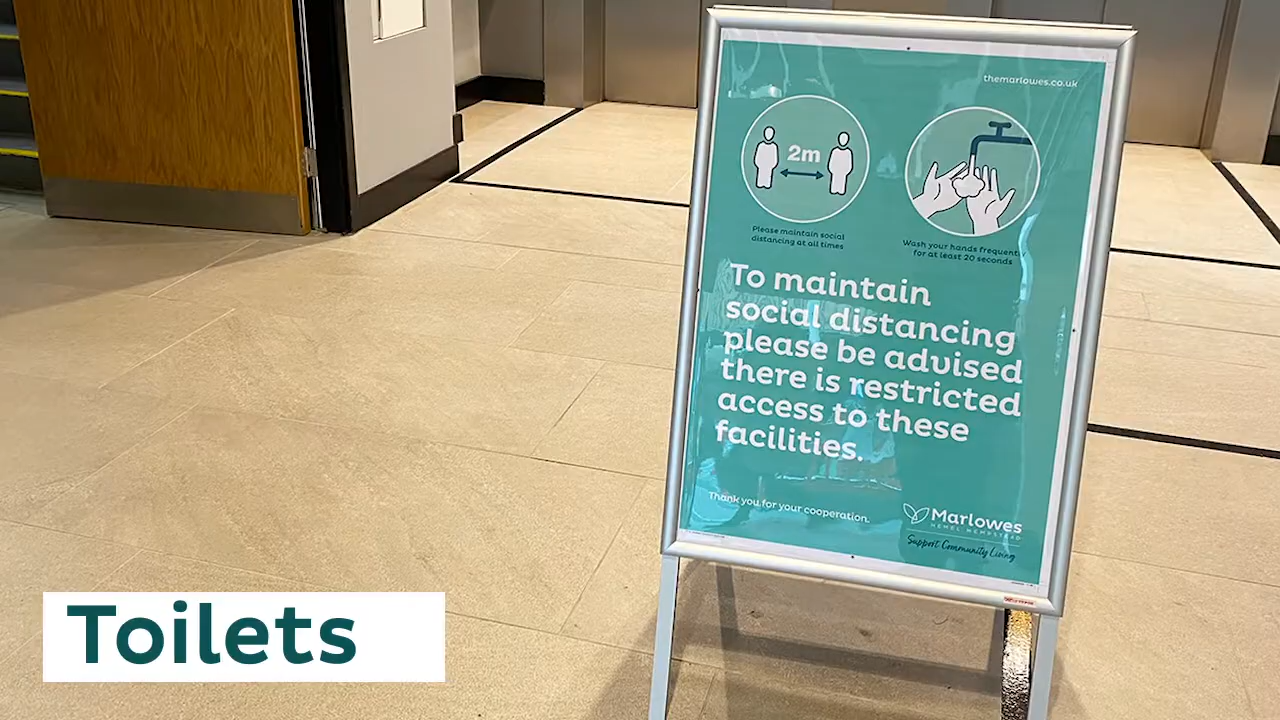 themarlowes.co.uk
2m
Please maintain social
distancing at all times
Wash your hands frequently
for at least 20 seconds
To maintain
social distancing
please be advised
there is restricted
access to these
facilities.
Thank you for your cooperation.
Marlowes
HEMEL HEMPSTEAD
Support Community Living
Toilets